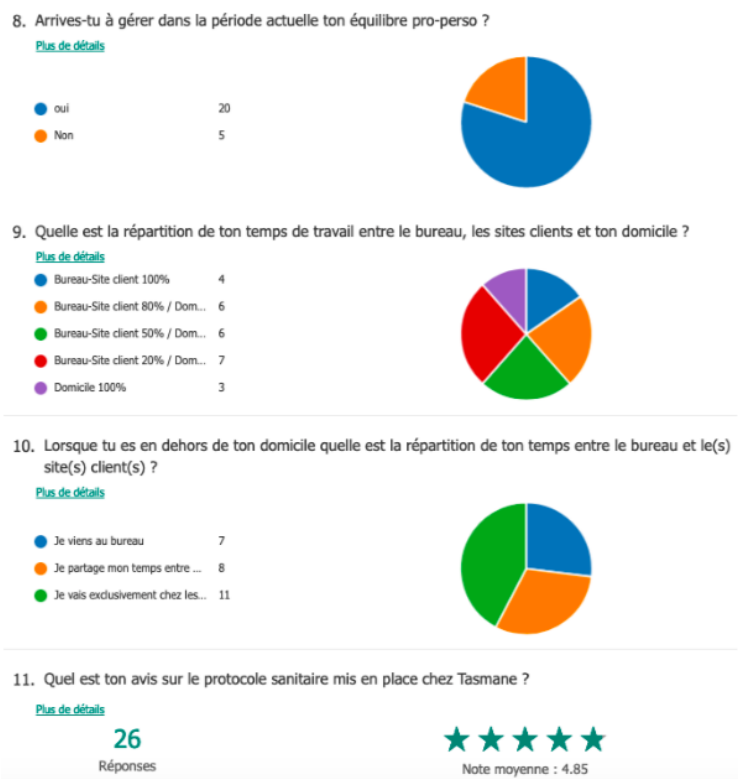 8. Arrives-tu à gérer dans la période actuelle ton équilibre pro-perso ?
Plus de détails
oui 20
Non 5
9. Quelle est la répartition de ton temps de travail entre le bureau, les sites clients et ton domicile ?
Plus de détails
Bureau-Site client 100% 4
Bureau-Site client 80% / Dom... 6
Bureau-Site client 50% / Dom... 6
Bureau-Site client 20% / Dom... 7
Domicile 100% 3
10. Lorsque tu es en dehors de ton domicile quelle est la répartition de ton temps entre le bureau et le(s)
site(s) client(s) ?
Plus de détails
Je viens au bureau 7
Je partage mon temps entre ... 8
Je vais exclusivement chez les... 11
11. Quel est ton avis sur le protocole sanitaire mis en place chez Tasmane ?
Plus de détails
26
Réponses
Note moyenne : 4.85